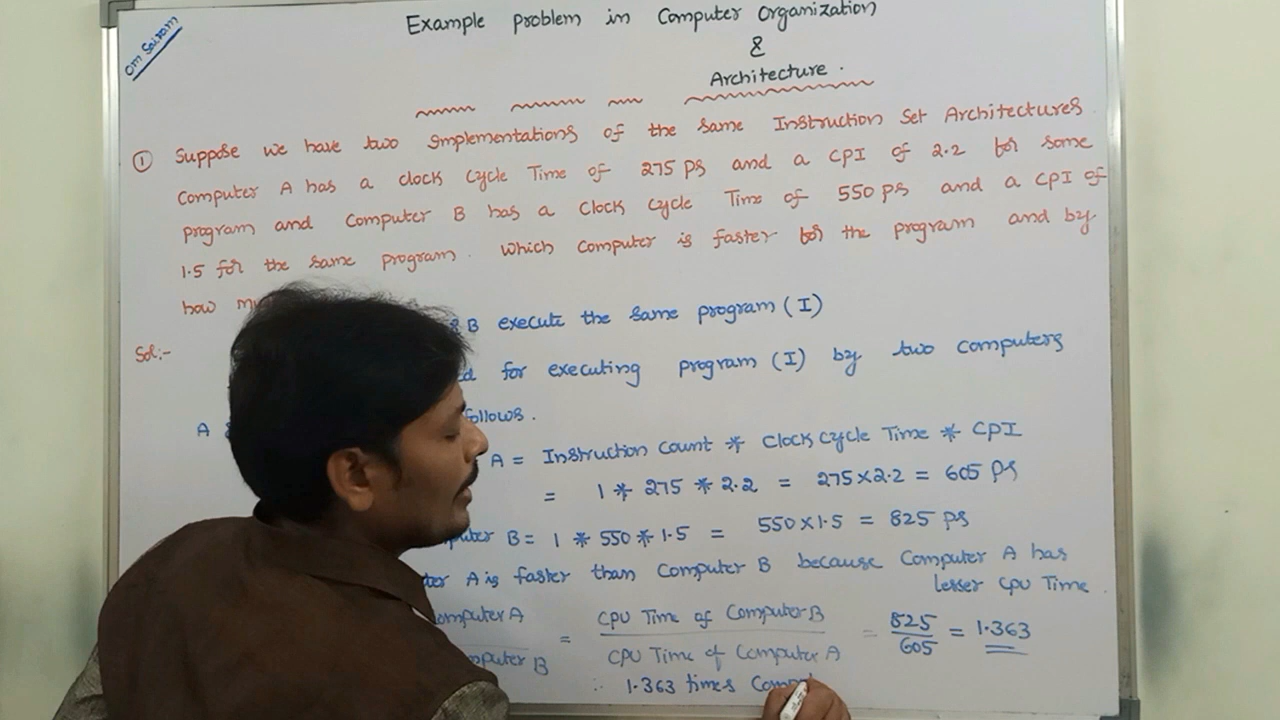 Om Sairam
Example problem in Computer Organization
&
Architecture.
① Suppose we have two Implementations of the same Instruction Set Architectures
Computer A has a clock cycle Time of 275 ps and a CPI of 2.2 for some
program and Computer B has a Clock cycle Time of 550 ps and a CPI of
1.5 for the same program. Which Computer is faster for the program and by
how
& B execute the same program (I)
Sol:-
for executing program (I) by two computers
A follows.
A = Instruction Count * Clock Cycle Time * CPI
= 1 * 275 * 2.2 = 275×2.2 = 605 ps
B = 1 * 550 * 1.5 = 550×1.5 = 825 ps
A is faster than Computer B because Computer A has
lesser CPU Time.
omputer A CPU Time of Computer B 825
= = = 1.363
puter B CPU Time of Computer A 605
∴ 1.363 times Comp